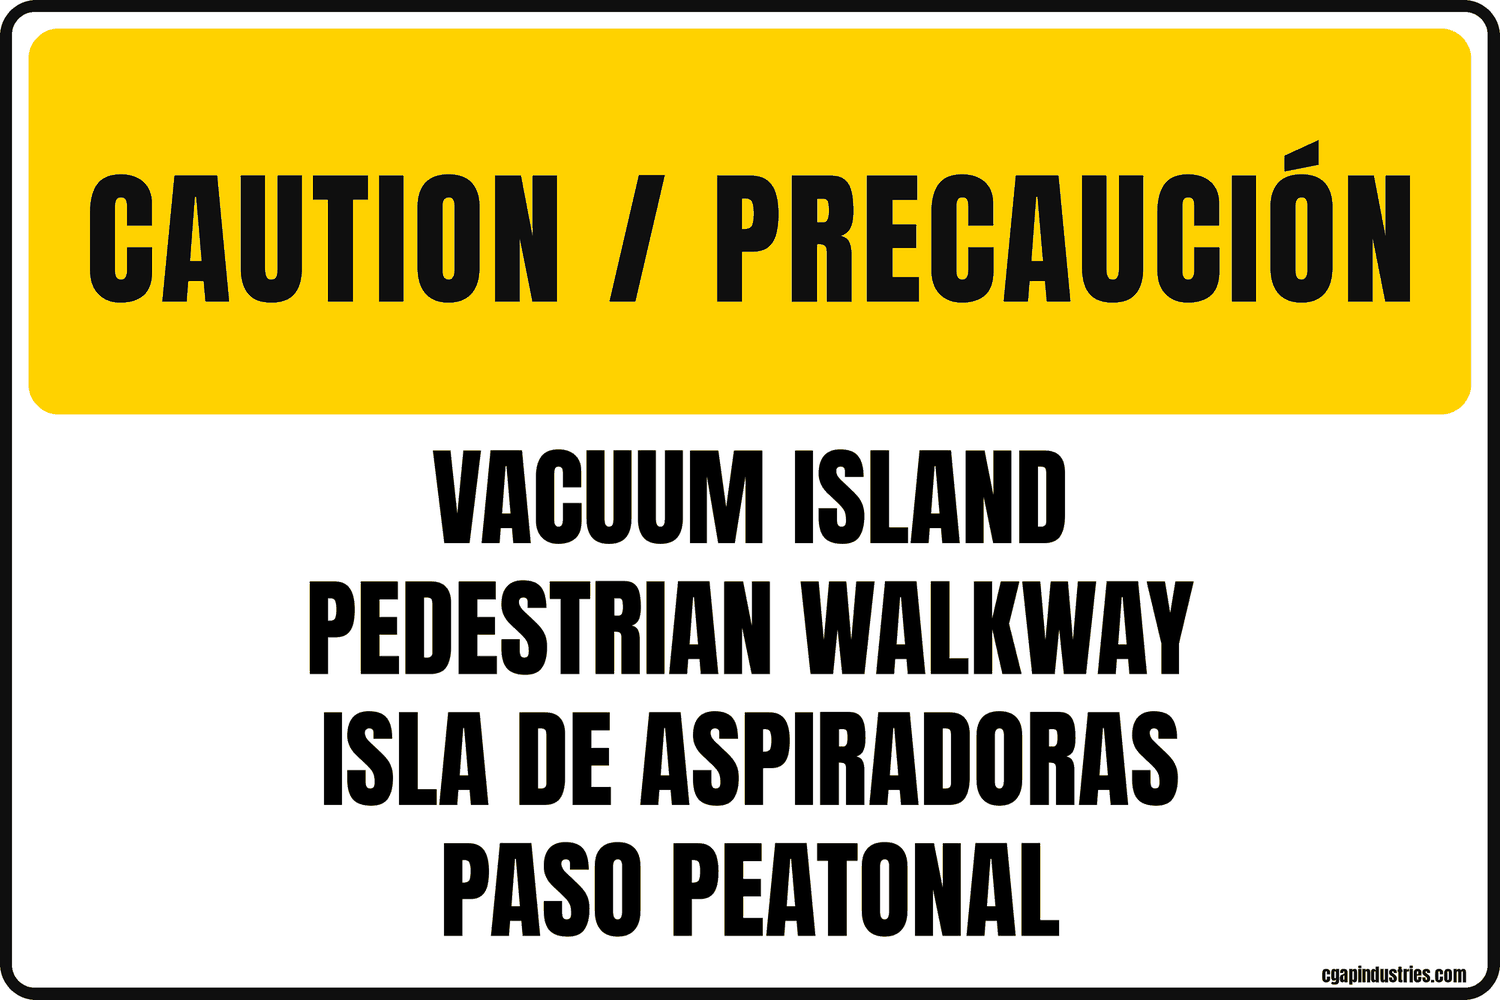 CAUTION / PRECAUCIÓN
VACUUM ISLAND
PEDESTRIAN WALKWAY
ISLA DE ASPIRADORAS
PASO PEATONAL
cgapindustries.com